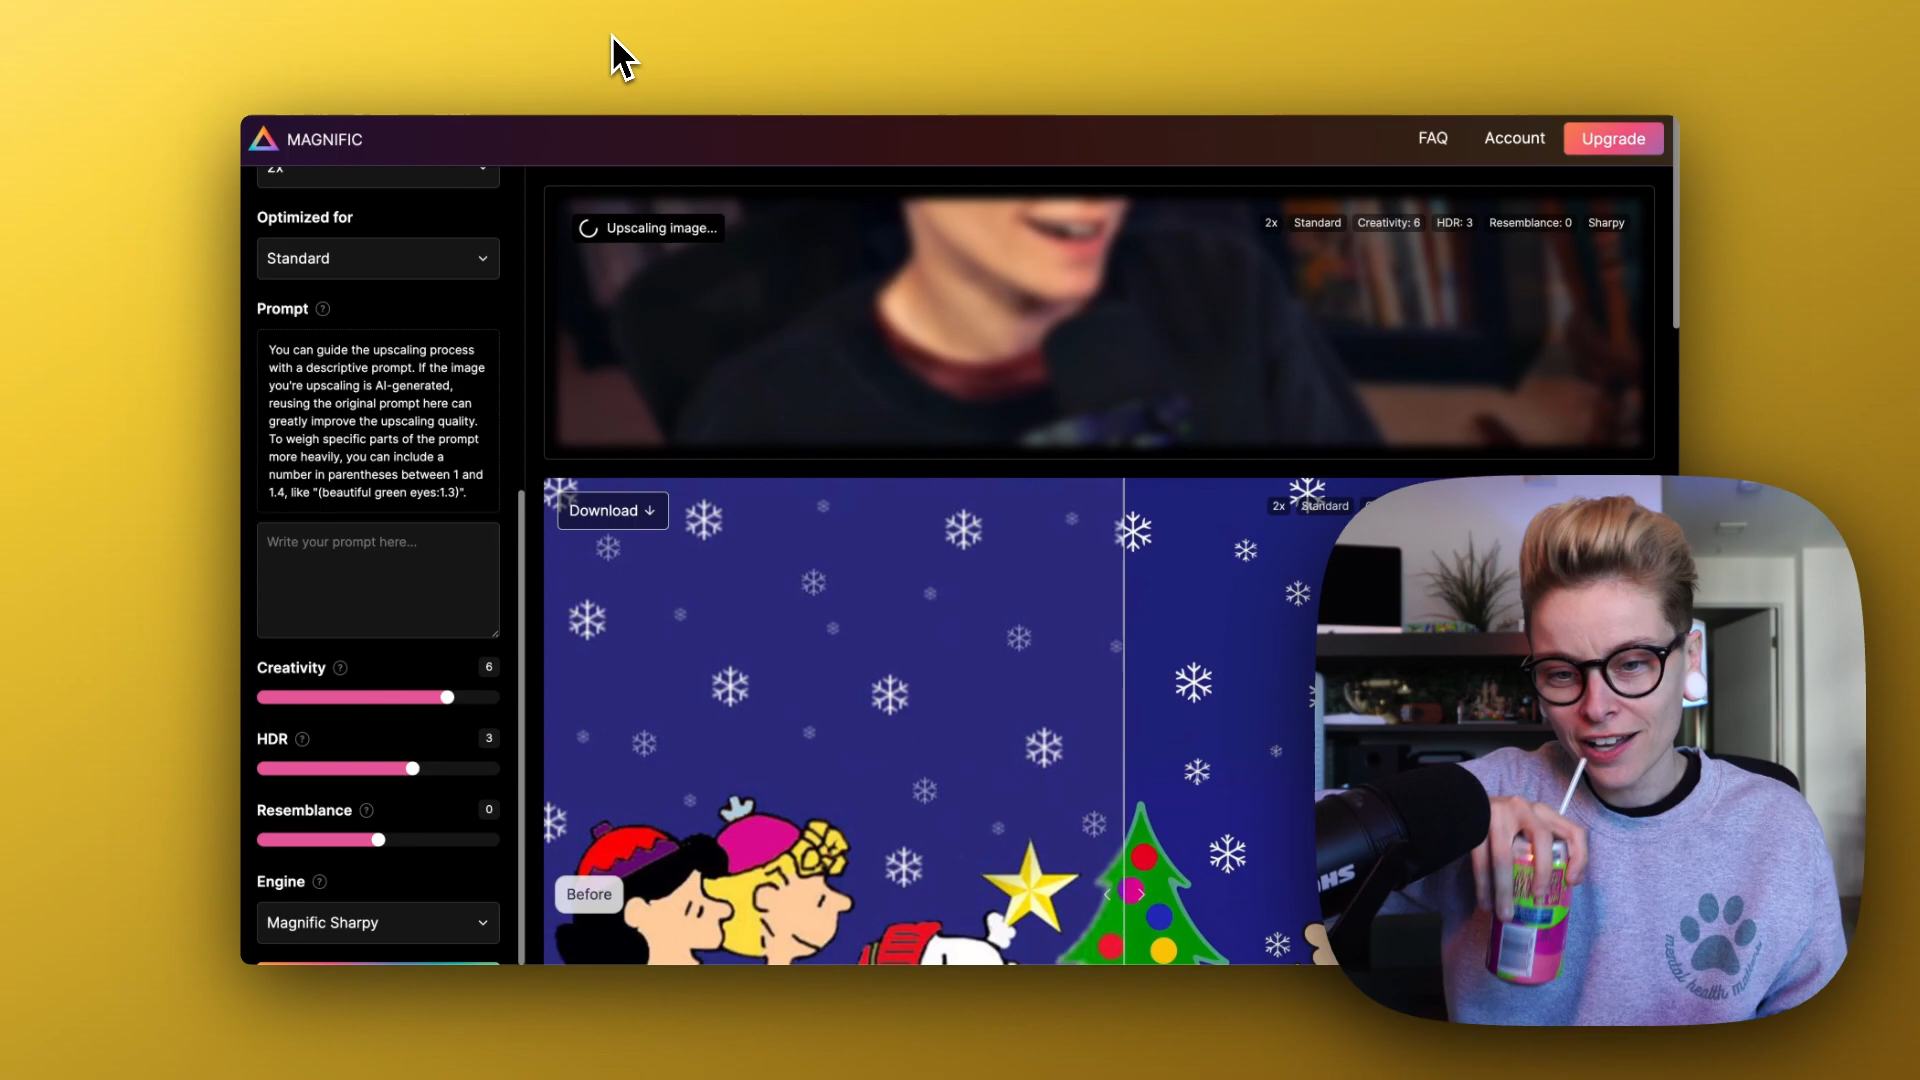 MAGNIFIC
FAQ
Account
Upgrade
2x
Optimized for
Standard
Prompt ?
You can guide the upscaling process
with a descriptive prompt. If the image
you're upscaling is AI-generated,
reusing the original prompt here can
greatly improve the upscaling quality.
To weigh specific parts of the prompt
more heavily, you can include a
number in parentheses between 1 and
1.4, like "(beautiful green eyes:1.3)".
Write your prompt here...
Creativity ? 6
HDR ? 3
Resemblance ? 0
Engine ?
Magnific Sharpy
Upscaling image...
2x Standard Creativity: 6 HDR: 3 Resemblance: 0 Sharpy
Download ↓
2x Standard
Before
mental health matters